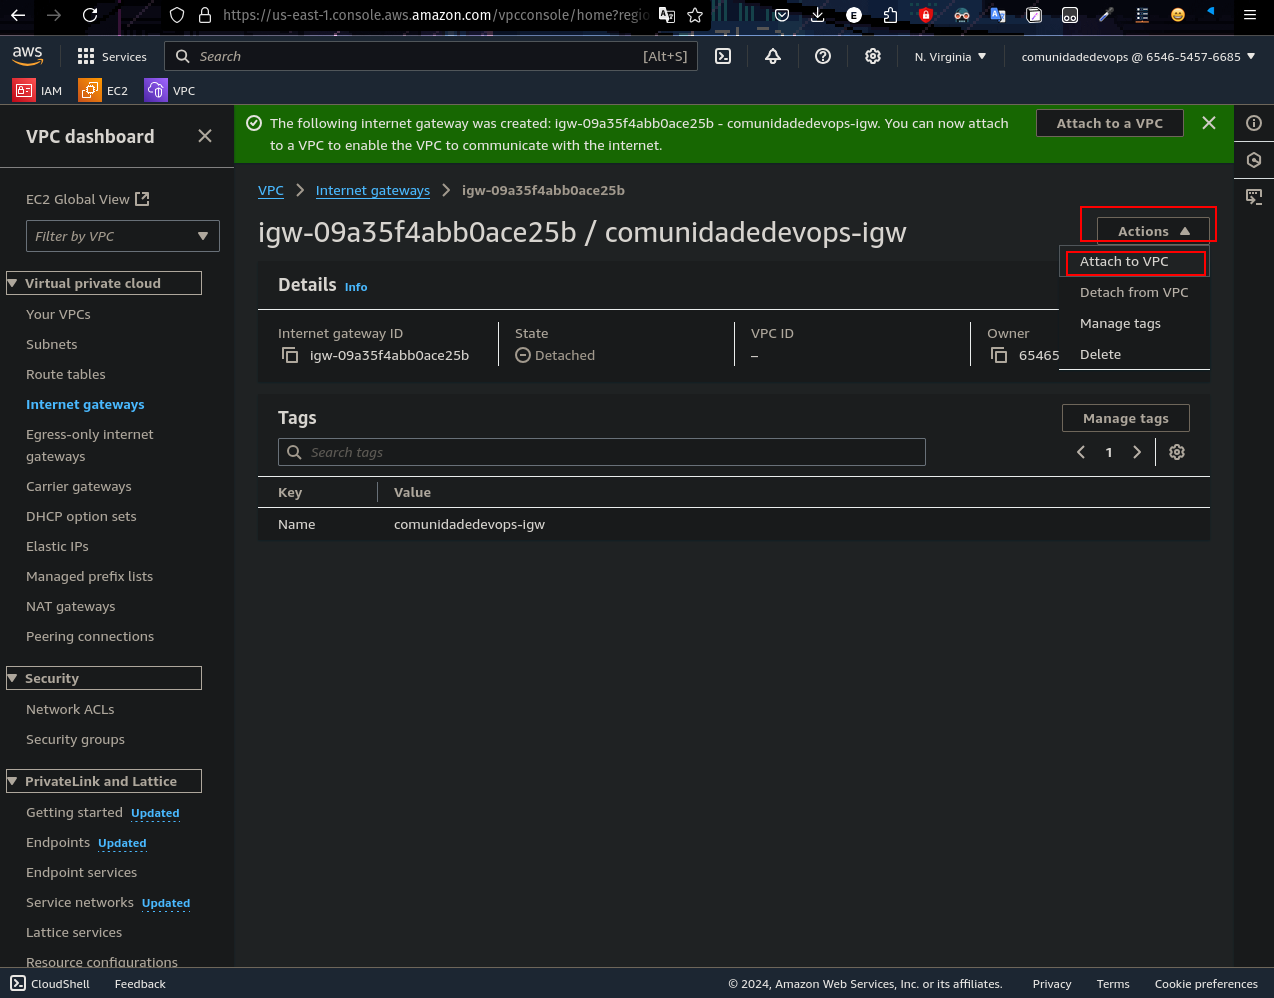 https://us-east-1.console.aws.amazon.com/vpcconsole/home?regio
aws
Services
Search
[Alt+S]
N. Virginia
comunidadedevops @ 6546-5457-6685
IAM
EC2
VPC
VPC dashboard
EC2 Global View
Filter by VPC
Virtual private cloud
Your VPCs
Subnets
Route tables
Internet gateways
Egress-only internet
gateways
Carrier gateways
DHCP option sets
Elastic IPs
Managed prefix lists
NAT gateways
Peering connections
Security
Network ACLs
Security groups
PrivateLink and Lattice
Getting started Updated
Endpoints Updated
Endpoint services
Service networks Updated
Lattice services
Resource configurations
The following internet gateway was created: igw-09a35f4abb0ace25b - comunidadedevops-igw. You can now attach
to a VPC to enable the VPC to communicate with the internet.
Attach to a VPC
VPC
Internet gateways
igw-09a35f4abb0ace25b
igw-09a35f4abb0ace25b / comunidadedevops-igw
Actions
Attach to VPC
Detach from VPC
Manage tags
Delete
Details Info
Internet gateway ID
igw-09a35f4abb0ace25b
State
Detached
VPC ID
–
Owner
65465
Tags
Manage tags
Search tags
1
Key
Value
Name
comunidadedevops-igw
CloudShell
Feedback
© 2024, Amazon Web Services, Inc. or its affiliates.
Privacy
Terms
Cookie preferences